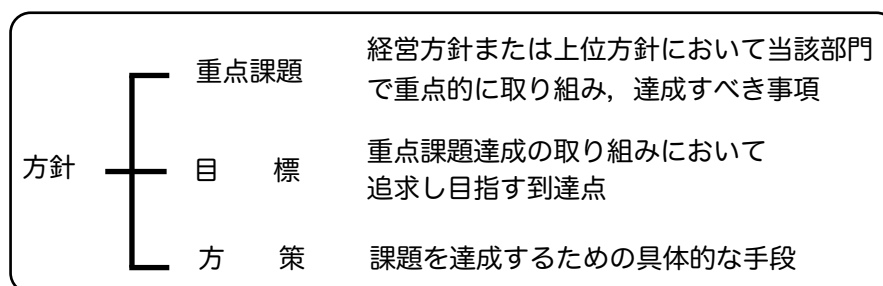 方針
重点課題
経営方針または上位方針において当該部門
で重点的に取り組み，達成すべき事項
目　　標
重点課題達成の取り組みにおいて
追求し目指す到達点
方　　策
課題を達成するための具体的な手段